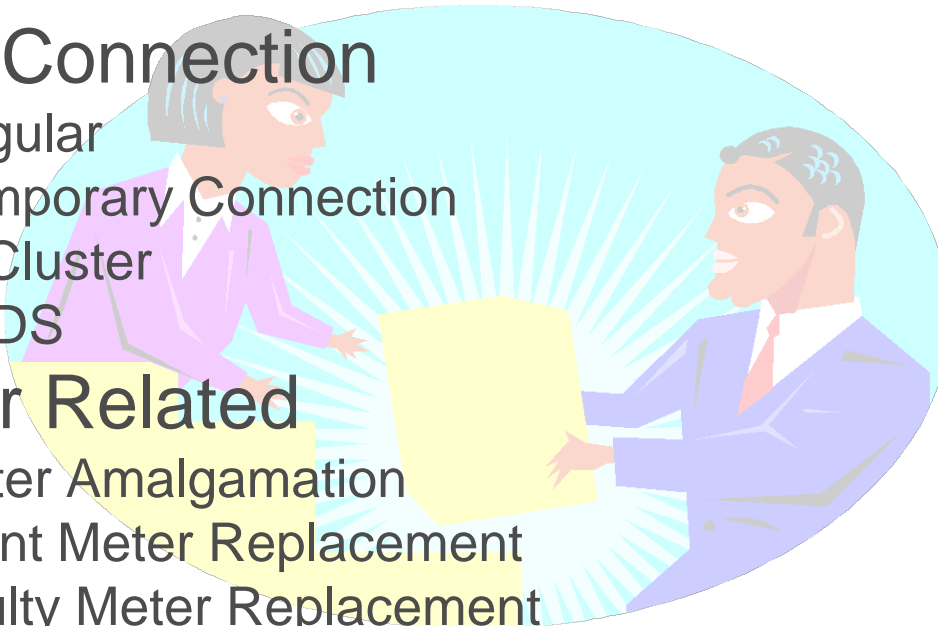 Connection
gular
mporary Connection
Cluster
DS
r Related
ter Amalgamation
nt Meter Replacement
ulty Meter Replacement